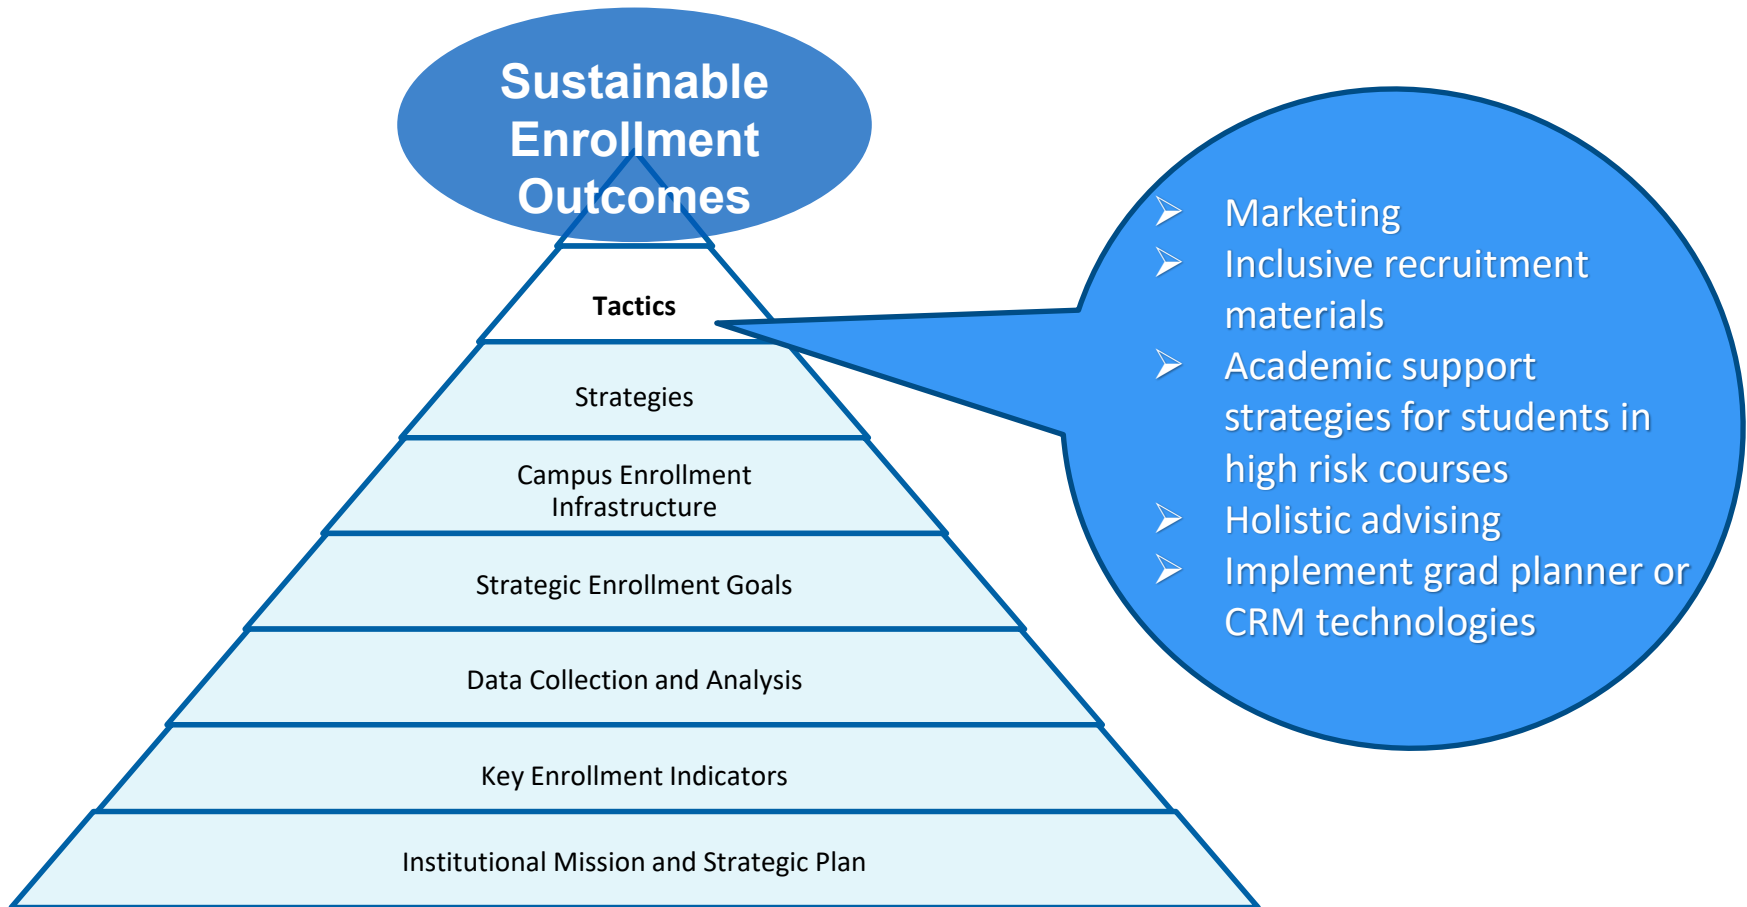 Sustainable
Enrollment
Outcomes
Tactics
Strategies
Campus Enrollment
Infrastructure
Strategic Enrollment Goals
Data Collection and Analysis
Key Enrollment Indicators
Institutional Mission and Strategic Plan
➢ Marketing
➢ Inclusive recruitment
materials
➢ Academic support
strategies for students in
high risk courses
➢ Holistic advising
➢ Implement grad planner or
CRM technologies